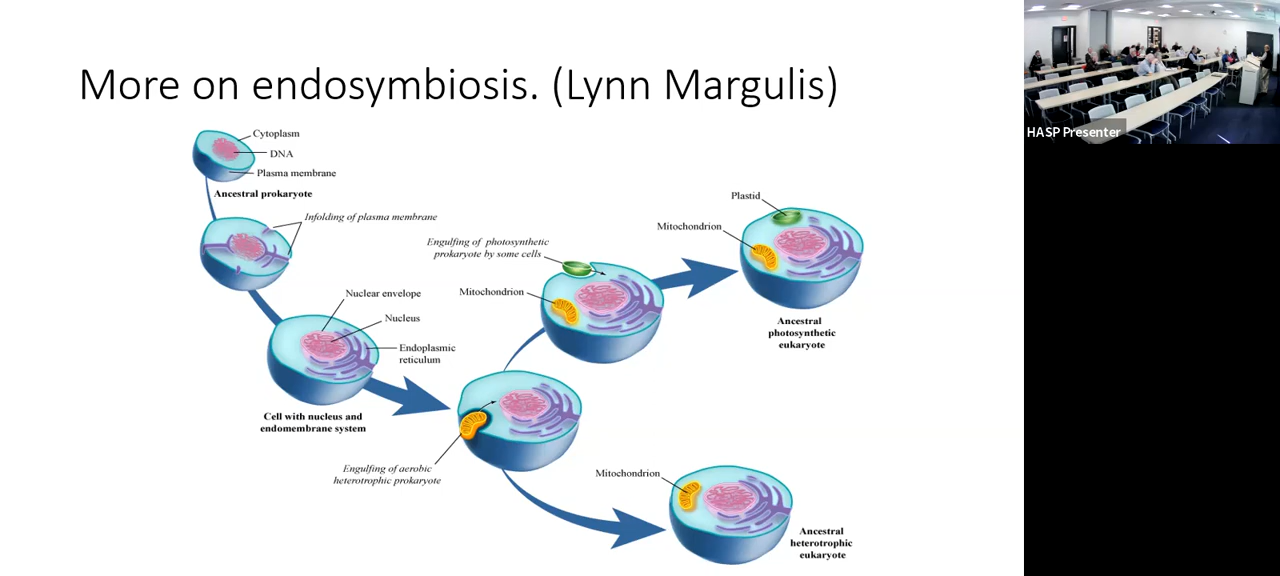 More on endosymbiosis. (Lynn Margulis)
HASP Presenter
Cytoplasm
DNA
Plasma membrane
Ancestral prokaryote
Infolding of plasma membrane
Engulfing of photosynthetic
prokaryote by some cells
Plastid
Mitochondrion
Mitochondrion
Nuclear envelope
Nucleus
Endoplasmic
reticulum
Ancestral
photosynthetic
eukaryote
Cell with nucleus and
endomembrane system
Engulfing of aerobic
heterotrophic prokaryote
Mitochondrion
Ancestral
heterotrophic
eukaryote